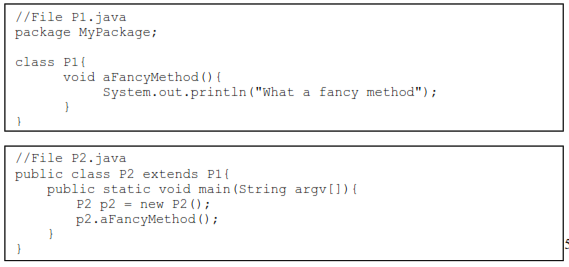 //File P1.java
package MyPackage;
class P1{
void aFancyMethod(){
System.out.println("What a fancy method");
}
}
//File P2.java
public class P2 extends P1{
public static void main(String argv[]){
P2 p2 = new P2();
p2.aFancyMethod();
}
}
5